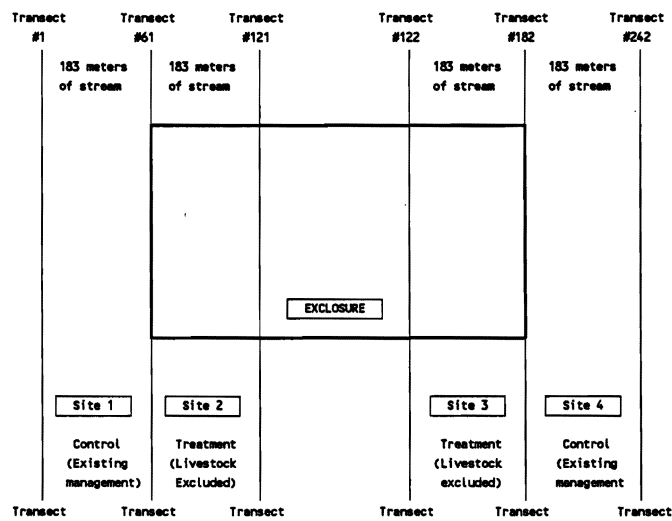 Transect Transect Transect Transect Transect Transect
#1 #61 #121 #122 #182 #242
183 meters 183 meters 183 meters 183 meters
of stream of stream of stream of stream
EXCLOSURE
Site 1 Site 2 Site 3 Site 4
Control Treatment Treatment Control
(Existing (Livestock (Livestock (Existing
management) Excluded) excluded) management
Transect Transect Transect Transect Transect Transect